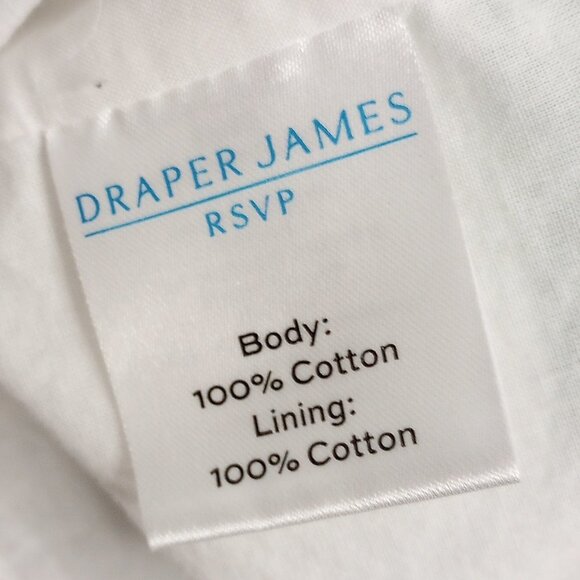 DRAPER JAMES
RSVP
Body:
100% Cotton
Lining:
100% Cotton